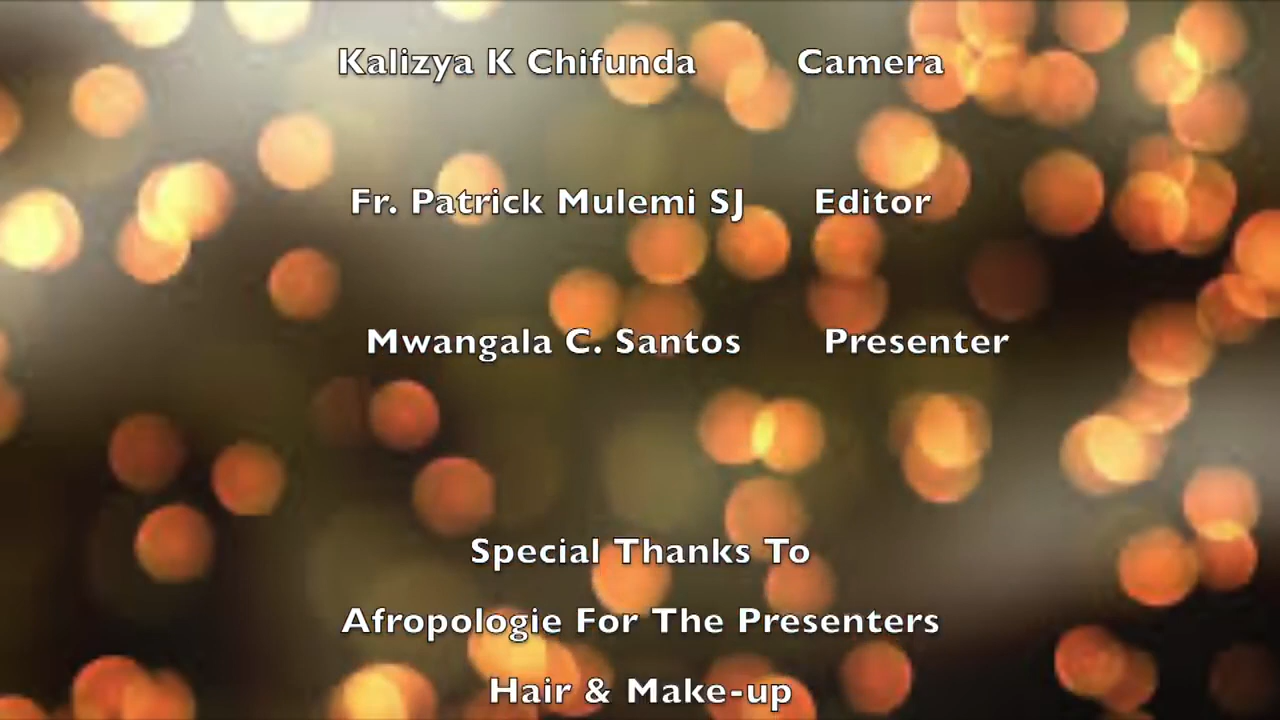 Kalizya K Chifunda Camera
Fr. Patrick Mulemi SJ Editor
Mwangala C. Santos Presenter
Special Thanks To
Afropologie For The Presenters
Hair & Make-up